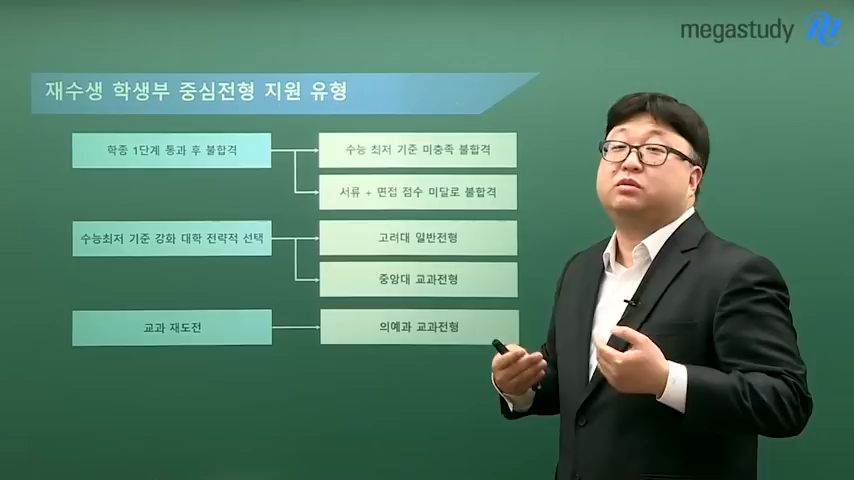 megastudy
재수생 학생부 중심전형 지원 유형
학종 1단계 통과 후 불합격
수능 최저 기준 미충족 불합격
서류 + 면접 점수 미달로 불합격
수능최저 기준 강화 대학 전략적 선택
고려대 일반전형
중앙대 교과전형
교과 재도전
의예과 교과전형